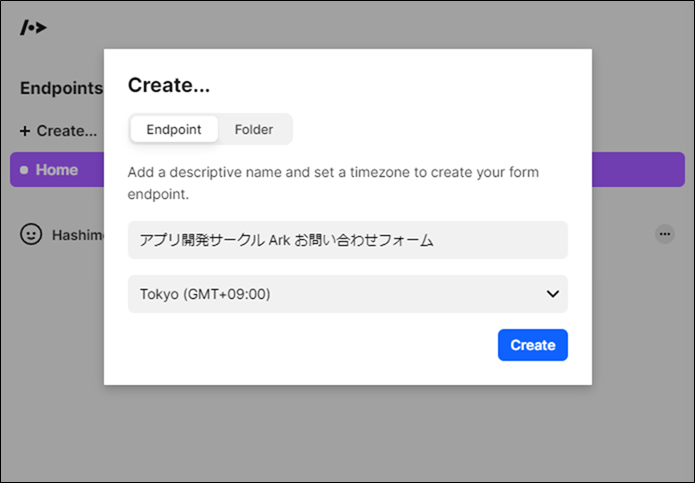 Endpoints
+ Create...
Home
Create...
Endpoint Folder
Add a descriptive name and set a timezone to create your form
endpoint.
アプリ開発サークル Ark お問い合わせフォーム
Tokyo (GMT+09:00)
Create